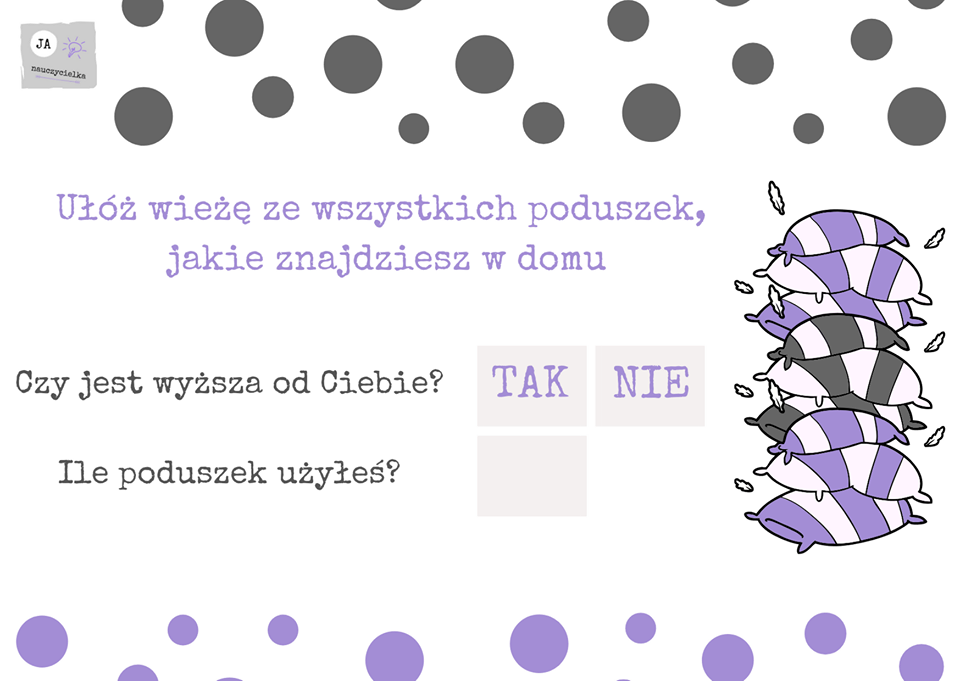 JA
nauczycielka
Ułóż wieżę ze wszystkich poduszek,
jakie znajdziesz w domu
Czy jest wyższa od Ciebie?
TAK NIE
Ile poduszek użyłeś?